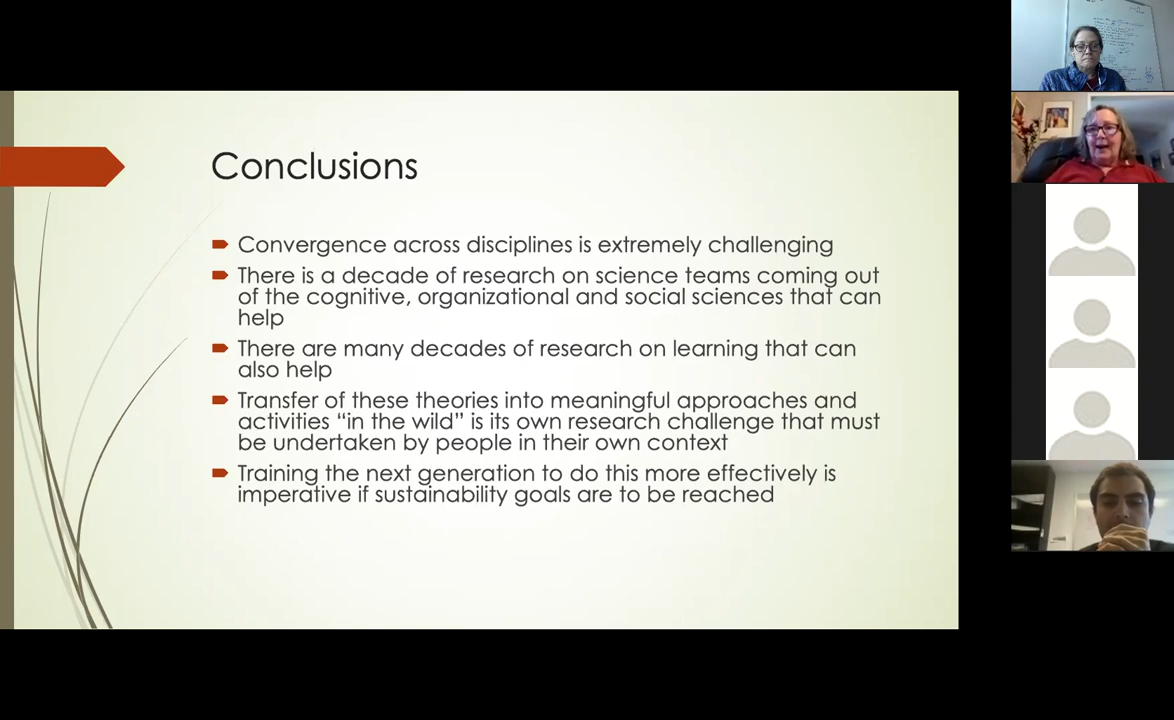 Conclusions
Convergence across disciplines is extremely challenging
There is a decade of research on science teams coming out
of the cognitive, organizational and social sciences that can
help
There are many decades of research on learning that can
also help
Transfer of these theories into meaningful approaches and
activities “in the wild” is its own research challenge that must
be undertaken by people in their own context
Training the next generation to do this more effectively is
imperative if sustainability goals are to be reached